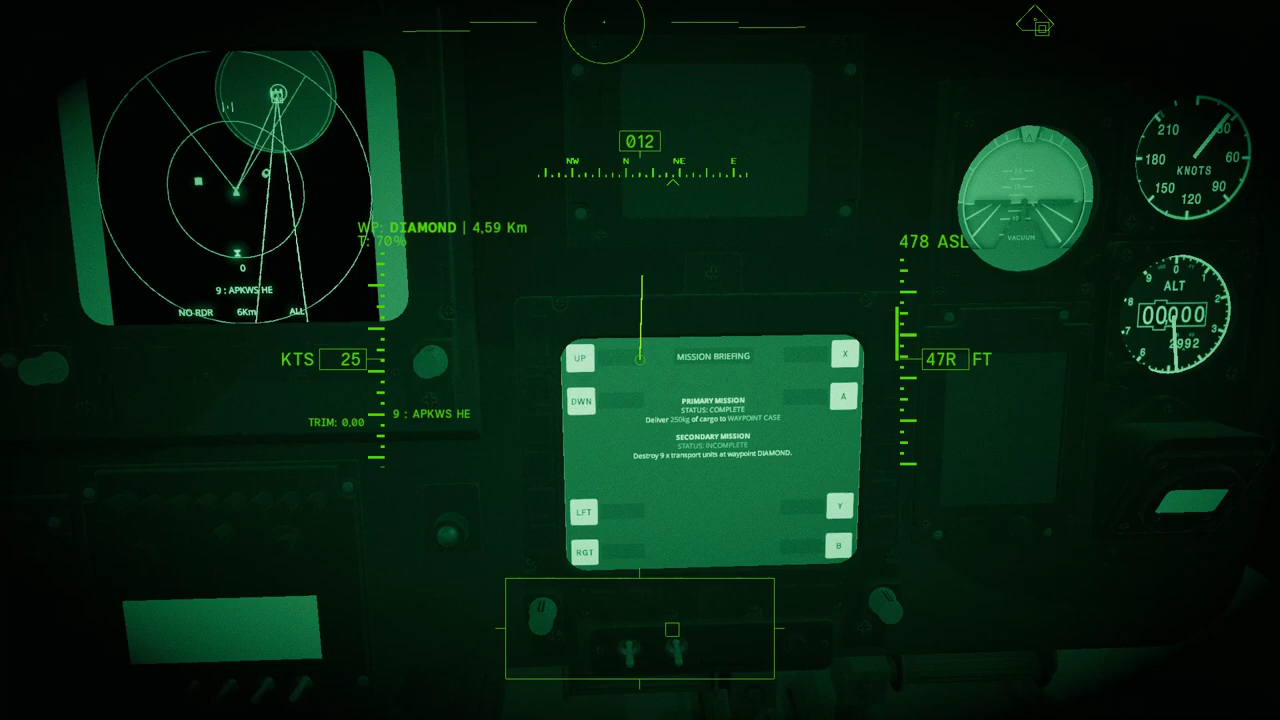 012
NW N NE E
WP: DIAMOND | 4,59 Km
T: 70%
478 ASL
KTS 25
47R FT
TRIM: 0,00
9 : APKWS HE
0
9 : APKWS HE
NO RDR 6Km ALL
UP
MISSION BRIEFING
X
DWN
A
PRIMARY MISSION
STATUS: COMPLETE
Deliver 250kg of cargo to WAYPOINT CASE
SECONDARY MISSION
STATUS: INCOMPLETE
Destroy 9 x transport units at waypoint DIAMOND.
LFT
Y
RGT
B
VACUUM
210 30
180 60
KNOTS
150 90
120
0
9
ALT
8 2
00000
7 3
2992
6